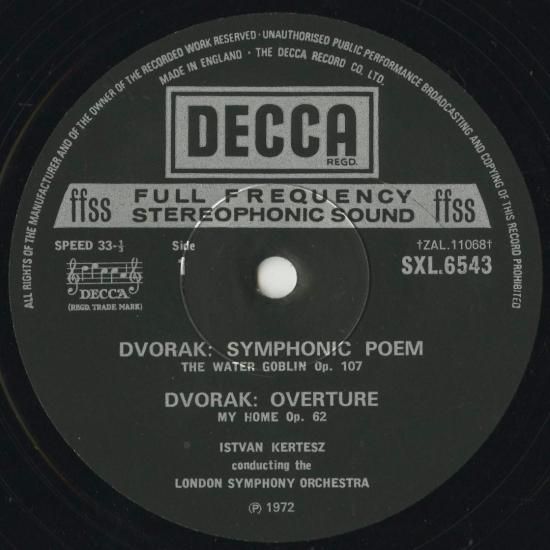 ALL RIGHTS OF THE MANUFACTURER AND OF THE OWNER OF THE RECORDED WORK RESERVED · UNAUTHORISED PUBLIC PERFORMANCE BROADCASTING AND COPYING OF THIS RECORD PROHIBITED
MADE IN ENGLAND · THE DECCA RECORD CO. LTD.
DECCA
REGD.
ffss FULL FREQUENCY ffss
STEREOPHONIC SOUND
SPEED 33-⅓ Side †ZAL.11068†
1 SXL.6543
DECCA
(REGD. TRADE MARK)
DVORAK: SYMPHONIC POEM
THE WATER GOBLIN Op. 107
DVORAK: OVERTURE
MY HOME Op. 62
ISTVAN KERTESZ
conducting the
LONDON SYMPHONY ORCHESTRA
℗ 1972